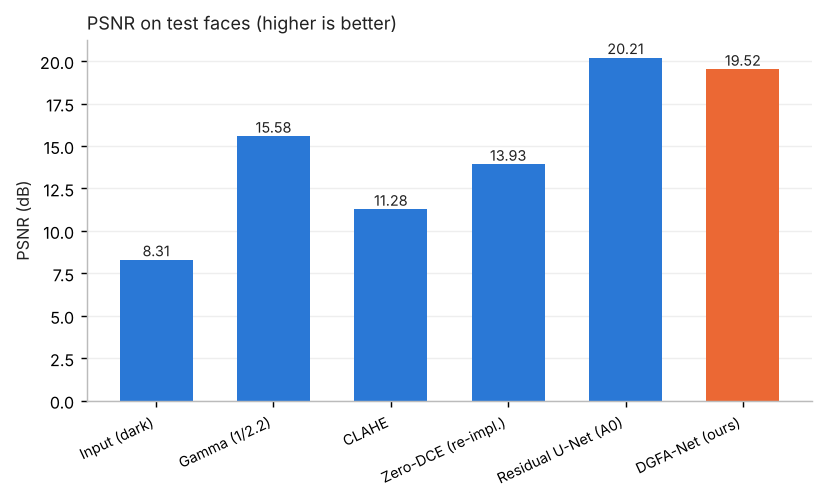 PSNR on test faces (higher is better)
PSNR (dB)
20.0
17.5
15.0
12.5
10.0
7.5
5.0
2.5
0.0
8.31
15.58
11.28
13.93
20.21
19.52
Input (dark)
Gamma (1/2.2)
CLAHE
Zero-DCE (re-impl.)
Residual U-Net (A0)
DGFA-Net (ours)